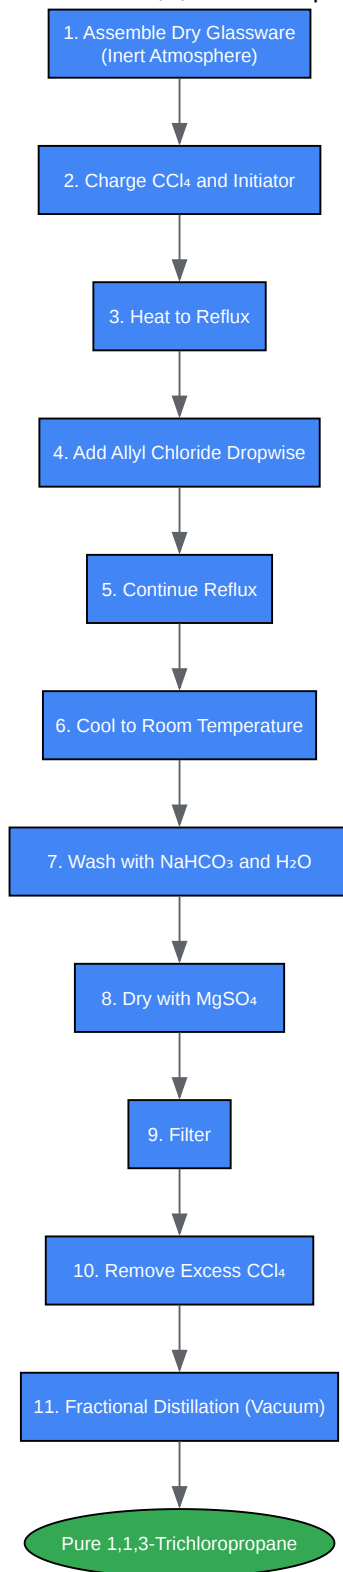 1. Assemble Dry Glassware
(Inert Atmosphere)
2. Charge CCl₄ and Initiator
3. Heat to Reflux
4. Add Allyl Chloride Dropwise
5. Continue Reflux
6. Cool to Room Temperature
7. Wash with NaHCO₃ and H₂O
8. Dry with MgSO₄
9. Filter
10. Remove Excess CCl₄
11. Fractional Distillation (Vacuum)
Pure 1,1,3-Trichloropropane